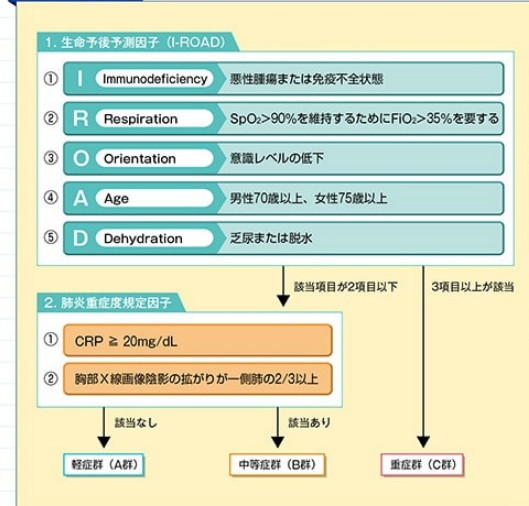 1. 生命予後予測因子（I-ROAD）
① I Immunodeficiency 悪性腫瘍または免疫不全状態
② R Respiration SpO₂>90%を維持するためにFiO₂>35%を要する
③ O Orientation 意識レベルの低下
④ A Age 男性70歳以上、女性75歳以上
⑤ D Dehydration 乏尿または脱水
該当項目が2項目以下 3項目以上が該当
2. 肺炎重症度規定因子
① CRP ≧ 20mg/dL
② 胸部X線画像陰影の拡がりが一側肺の2/3以上
該当なし 該当あり
軽症群（A群） 中等症群（B群） 重症群（C群）